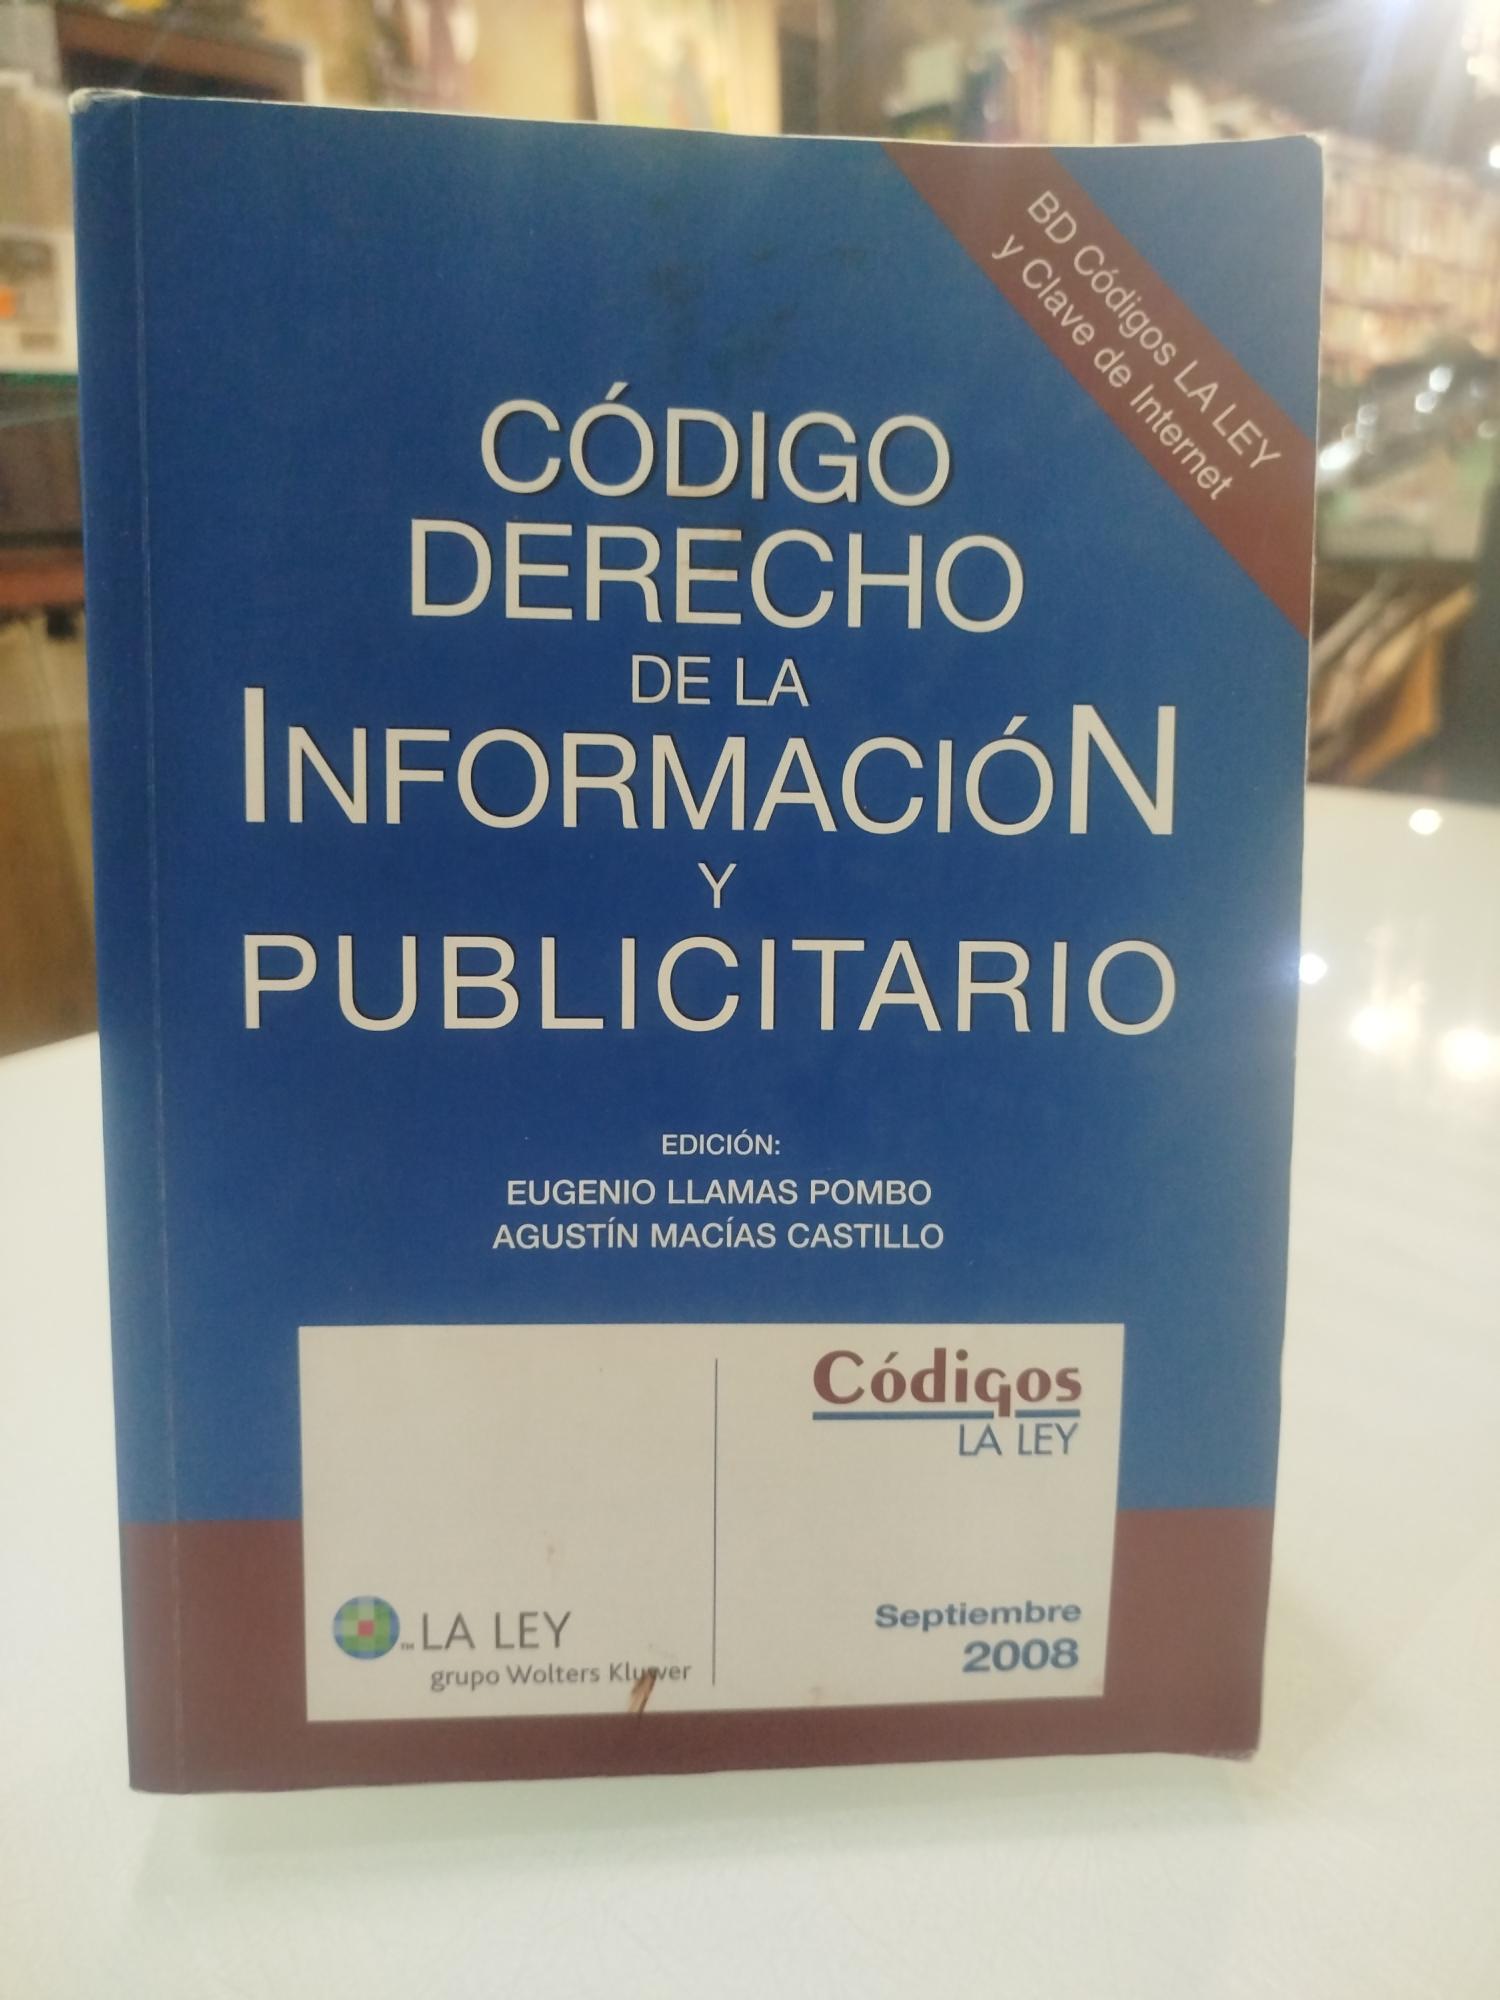 BD Códigos LA LEY
y Clave de Internet
CÓDIGO
DERECHO
DE LA
INFORMACIÓN
Y
PUBLICITARIO
EDICIÓN:
EUGENIO LLAMAS POMBO
AGUSTÍN MACÍAS CASTILLO
Códigos
LA LEY
TM LA LEY
grupo Wolters Kluwer
Septiembre
2008